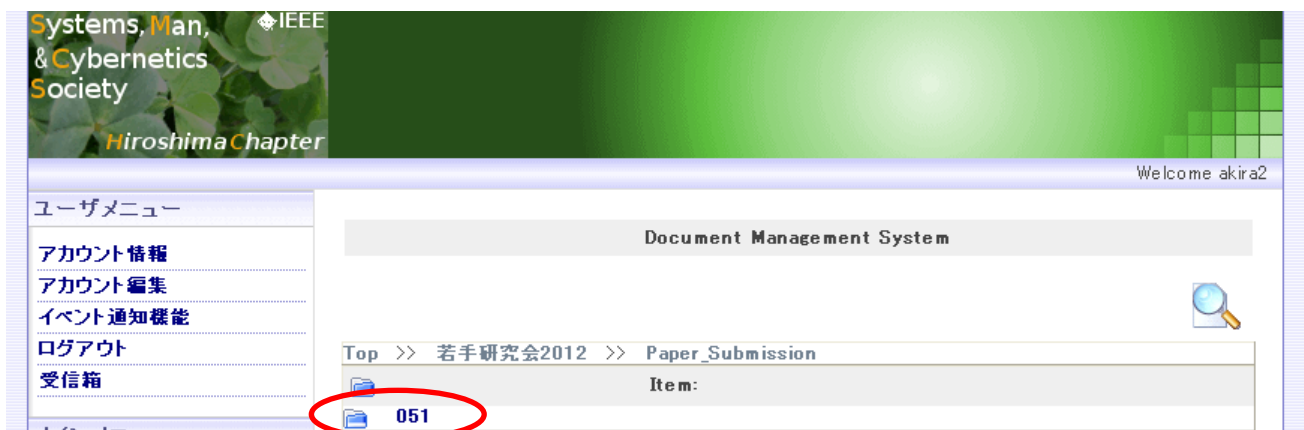 Systems, Man, IEEE
& Cybernetics
Society
Hiroshima Chapter
Welcome akira2
ユーザメニュー
アカウント情報
アカウント編集
イベント通知機能
ログアウト
受信箱
Document Management System
Top >> 若手研究会2012 >> Paper_Submission
Item:
051